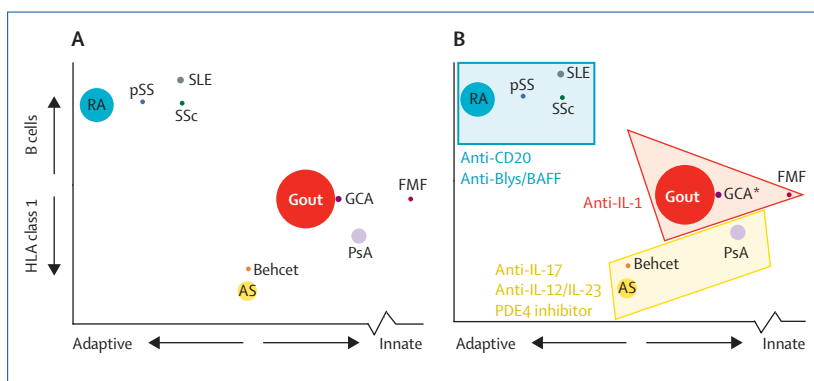 A
B cells
HLA class 1
RA
pSS
SLE
SSc
Gout
GCA
FMF
PsA
Behcet
AS
Adaptive
Innate
B
RA
pSS
SLE
SSc
Anti-CD20
Anti-Blys/BAFF
Anti-IL-1
Gout
GCA*
FMF
PsA
Behcet
AS
Anti-IL-17
Anti-IL-12/IL-23
PDE4 inhibitor
Adaptive
Innate